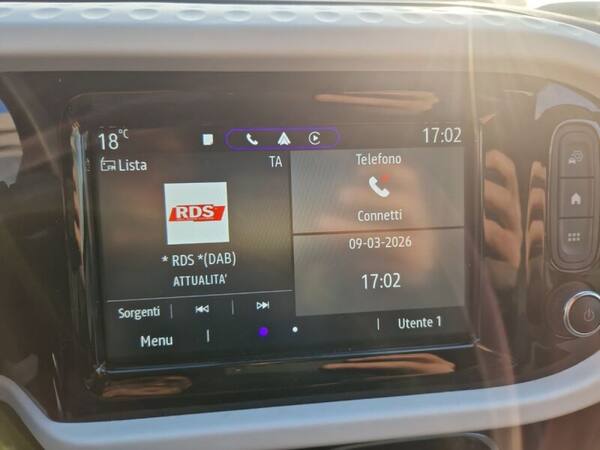 18°C
17:02
Lista
TA
Telefono
RDS
Connetti
* RDS *(DAB)
ATTUALITA'
09-03-2026
17:02
Sorgenti
Menu
Utente 1